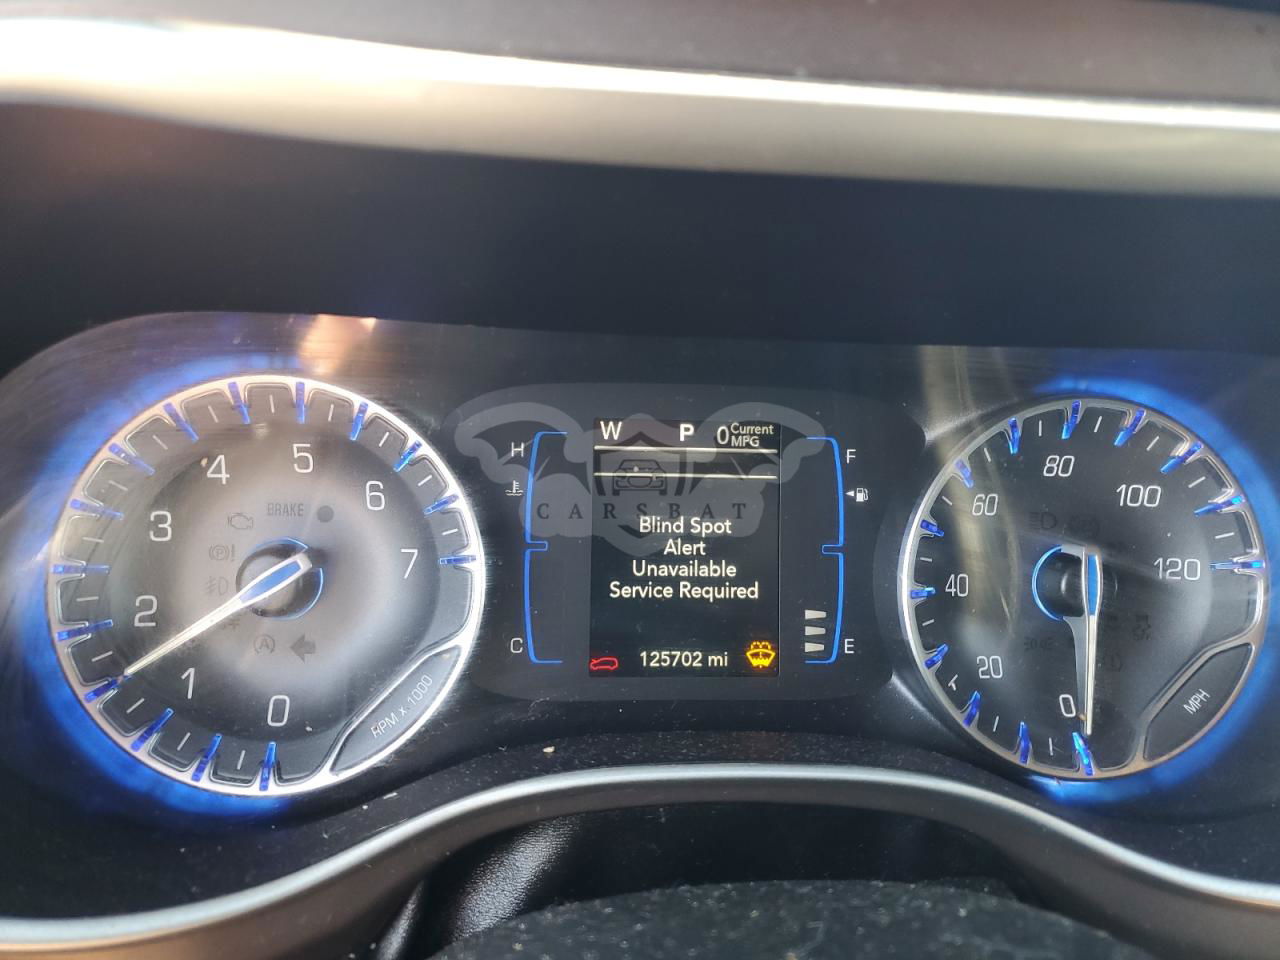 W P 0 Current
MPG
H
F
CARSBAT
Blind Spot
Alert
Unavailable
Service Required
C
E
125702 mi
BRAKE
0
1
2
3
4
5
6
7
RPM x 1000
0
20
40
60
80
100
120
MPH